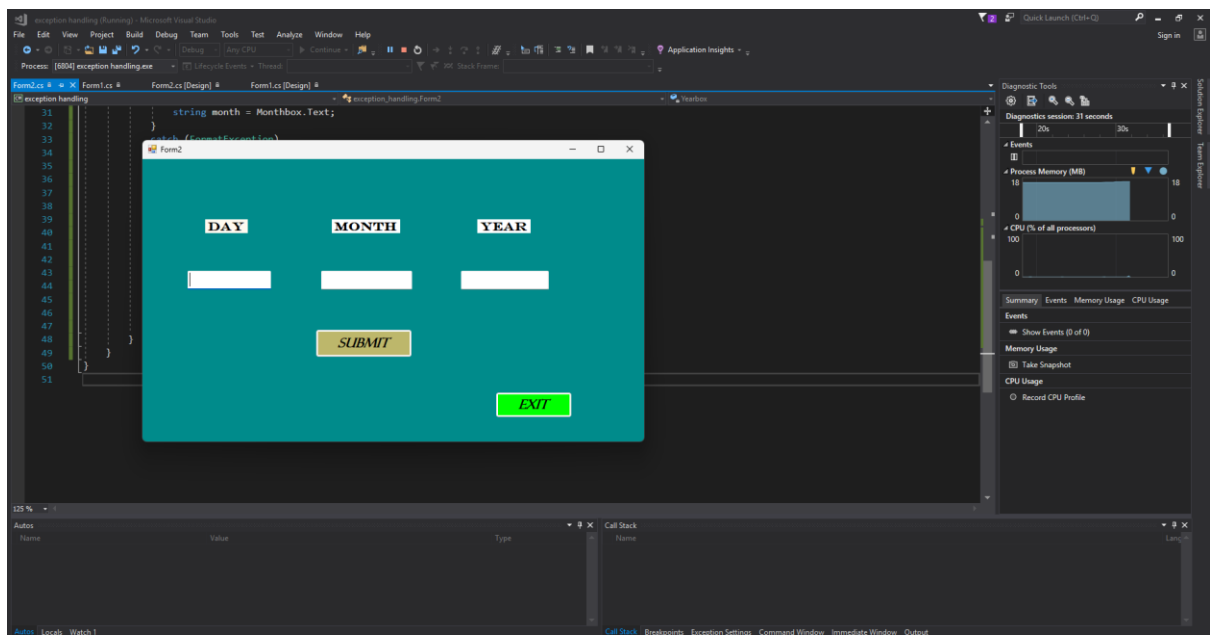 exception handling (Running) - Microsoft Visual Studio
2
Quick Launch (Ctrl+Q)
File Edit View Project Build Debug Team Tools Test Analyze Window Help
Sign in
Debug Any CPU Continue Application Insights
Process: [6804] exception handling.exe Lifecycle Events Thread: Stack Frame:
Form2.cs Form1.cs Form2.cs [Design] Form1.cs [Design]
exception handling exception_handling.Form2 Yearbox
31 string month = Monthbox.Text;
32 }
33 catch (FormatException)
34
35
36
37
38
39
40
41
42
43
44
45
46
47
48 }
49 }
50 }
51
Form2
DAY MONTH YEAR
SUBMIT
EXIT
125 %
Diagnostic Tools
Diagnostics session: 31 seconds
20s 30s
Events
Process Memory (MB)
18 18
0 0
CPU (% of all processors)
100 100
0 0
Summary Events Memory Usage CPU Usage
Events
Show Events (0 of 0)
Memory Usage
Take Snapshot
CPU Usage
Record CPU Profile
Solution Explorer
Team Explorer
Autos
Name Value Type
Autos Locals Watch 1
Call Stack
Name Lang
Call Stack Breakpoints Exception Settings Command Window Immediate Window Output